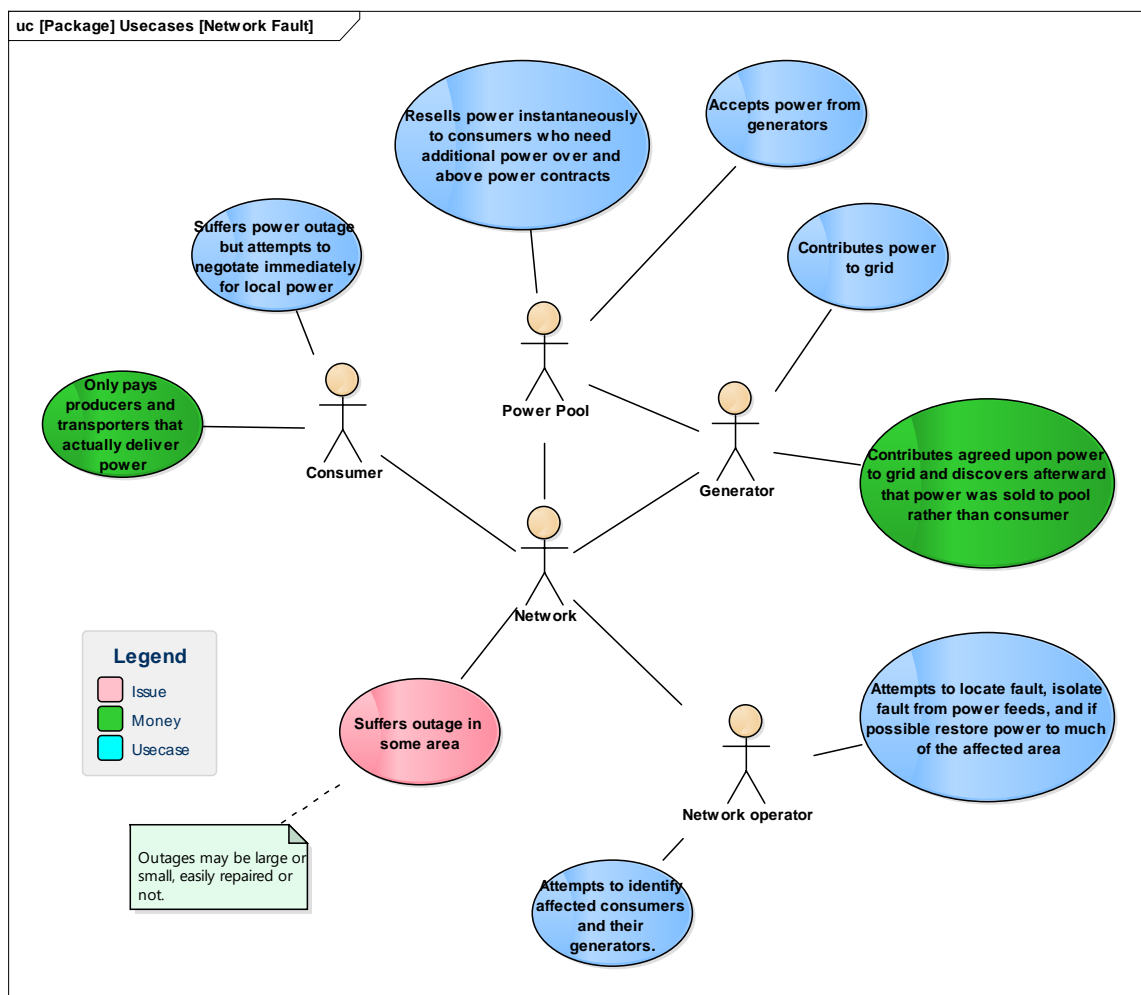 uc [Package] Usecases [Network Fault]
Resells power instantaneously
to consumers who need
additional power over and
above power contracts
Accepts power from
generators
Suffers power outage
but attempts to
negotate immediately
for local power
Contributes power
to grid
Only pays
producers and
transporters that
actually deliver
power
Consumer
Power Pool
Generator
Contributes agreed upon power
to grid and discovers afterward
that power was sold to pool
rather than consumer
Network
Legend
Issue
Money
Usecase
Suffers outage in
some area
Attempts to locate fault, isolate
fault from power feeds, and if
possible restore power to much
of the affected area
Network operator
Outages may be large or
small, easily repaired or
not.
Attempts to identify
affected consumers
and their
generators.